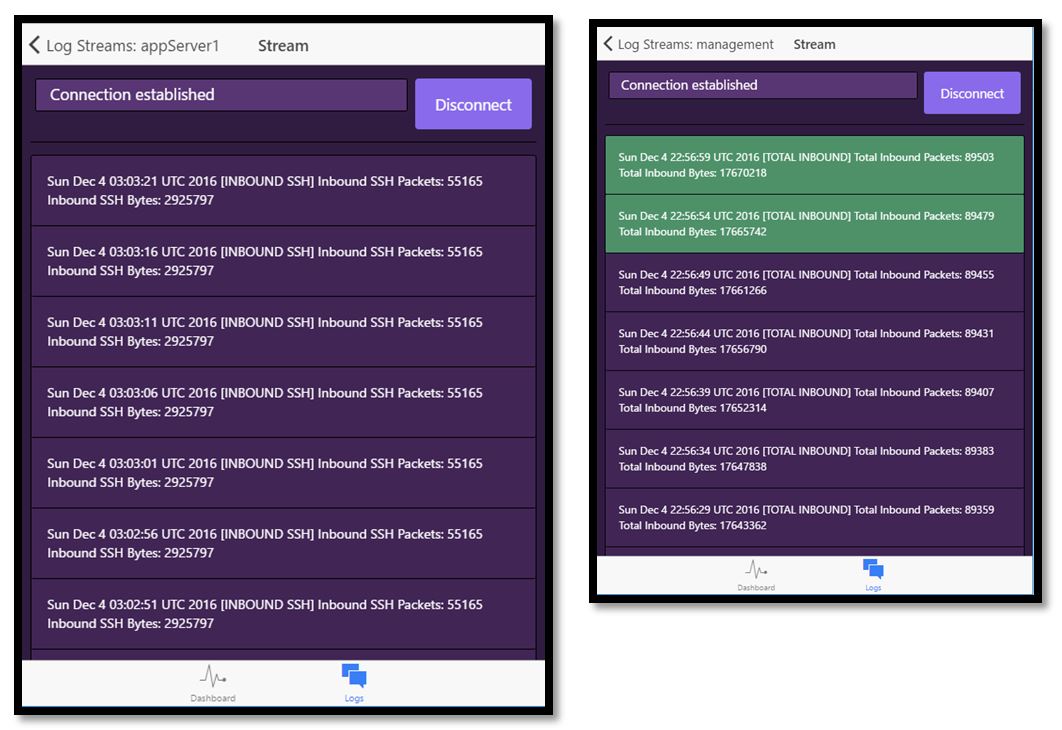 Log Streams: appServer1 Stream
Connection established
Disconnect
Sun Dec 4 03:03:21 UTC 2016 [INBOUND SSH] Inbound SSH Packets: 55165
Inbound SSH Bytes: 2925797
Sun Dec 4 03:03:16 UTC 2016 [INBOUND SSH] Inbound SSH Packets: 55165
Inbound SSH Bytes: 2925797
Sun Dec 4 03:03:11 UTC 2016 [INBOUND SSH] Inbound SSH Packets: 55165
Inbound SSH Bytes: 2925797
Sun Dec 4 03:03:06 UTC 2016 [INBOUND SSH] Inbound SSH Packets: 55165
Inbound SSH Bytes: 2925797
Sun Dec 4 03:03:01 UTC 2016 [INBOUND SSH] Inbound SSH Packets: 55165
Inbound SSH Bytes: 2925797
Sun Dec 4 03:02:56 UTC 2016 [INBOUND SSH] Inbound SSH Packets: 55165
Inbound SSH Bytes: 2925797
Sun Dec 4 03:02:51 UTC 2016 [INBOUND SSH] Inbound SSH Packets: 55165
Inbound SSH Bytes: 2925797
Dashboard
Logs
Log Streams: management Stream
Connection established
Disconnect
Sun Dec 4 22:56:59 UTC 2016 [TOTAL INBOUND] Total Inbound Packets: 89503
Total Inbound Bytes: 17670218
Sun Dec 4 22:56:54 UTC 2016 [TOTAL INBOUND] Total Inbound Packets: 89479
Total Inbound Bytes: 17665742
Sun Dec 4 22:56:49 UTC 2016 [TOTAL INBOUND] Total Inbound Packets: 89455
Total Inbound Bytes: 17661266
Sun Dec 4 22:56:44 UTC 2016 [TOTAL INBOUND] Total Inbound Packets: 89431
Total Inbound Bytes: 17656790
Sun Dec 4 22:56:39 UTC 2016 [TOTAL INBOUND] Total Inbound Packets: 89407
Total Inbound Bytes: 17652314
Sun Dec 4 22:56:34 UTC 2016 [TOTAL INBOUND] Total Inbound Packets: 89383
Total Inbound Bytes: 17647838
Sun Dec 4 22:56:29 UTC 2016 [TOTAL INBOUND] Total Inbound Packets: 89359
Total Inbound Bytes: 17643362
Dashboard
Logs